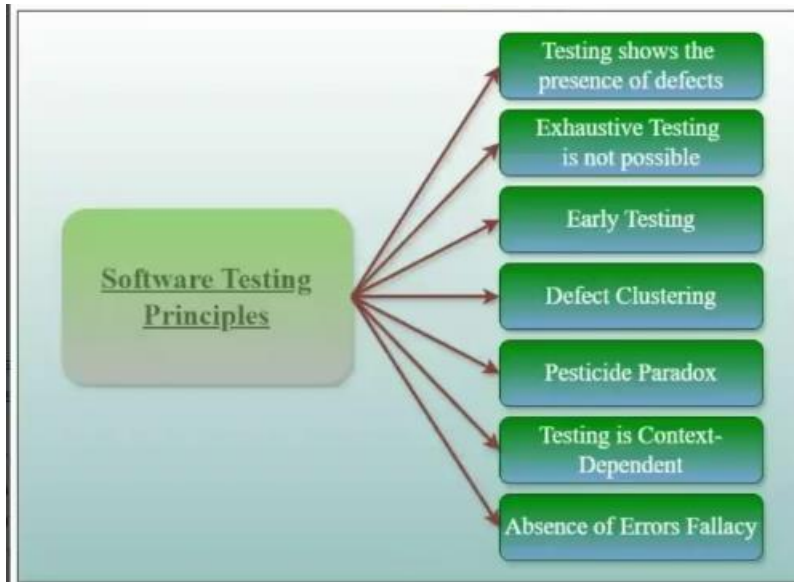 Software Testing
Principles
Testing shows the
presence of defects
Exhaustive Testing
is not possible
Early Testing
Defect Clustering
Pesticide Paradox
Testing is Context-
Dependent
Absence of Errors Fallacy